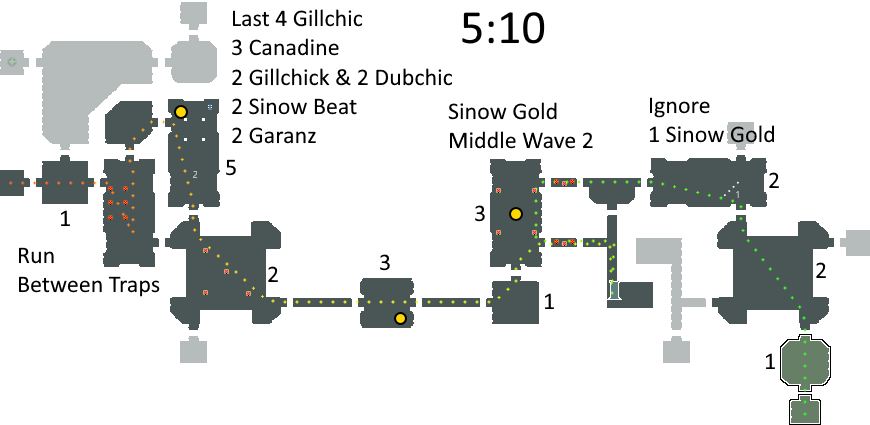 Last 4 Gillchic
3 Canadine
2 Gillchick & 2 Dubchic
2 Sinow Beat
2 Garanz
5:10
Sinow Gold
Middle Wave 2
Ignore
1 Sinow Gold
5
2
1
3
2
1
Run
Between Traps
2
3
1
2
1